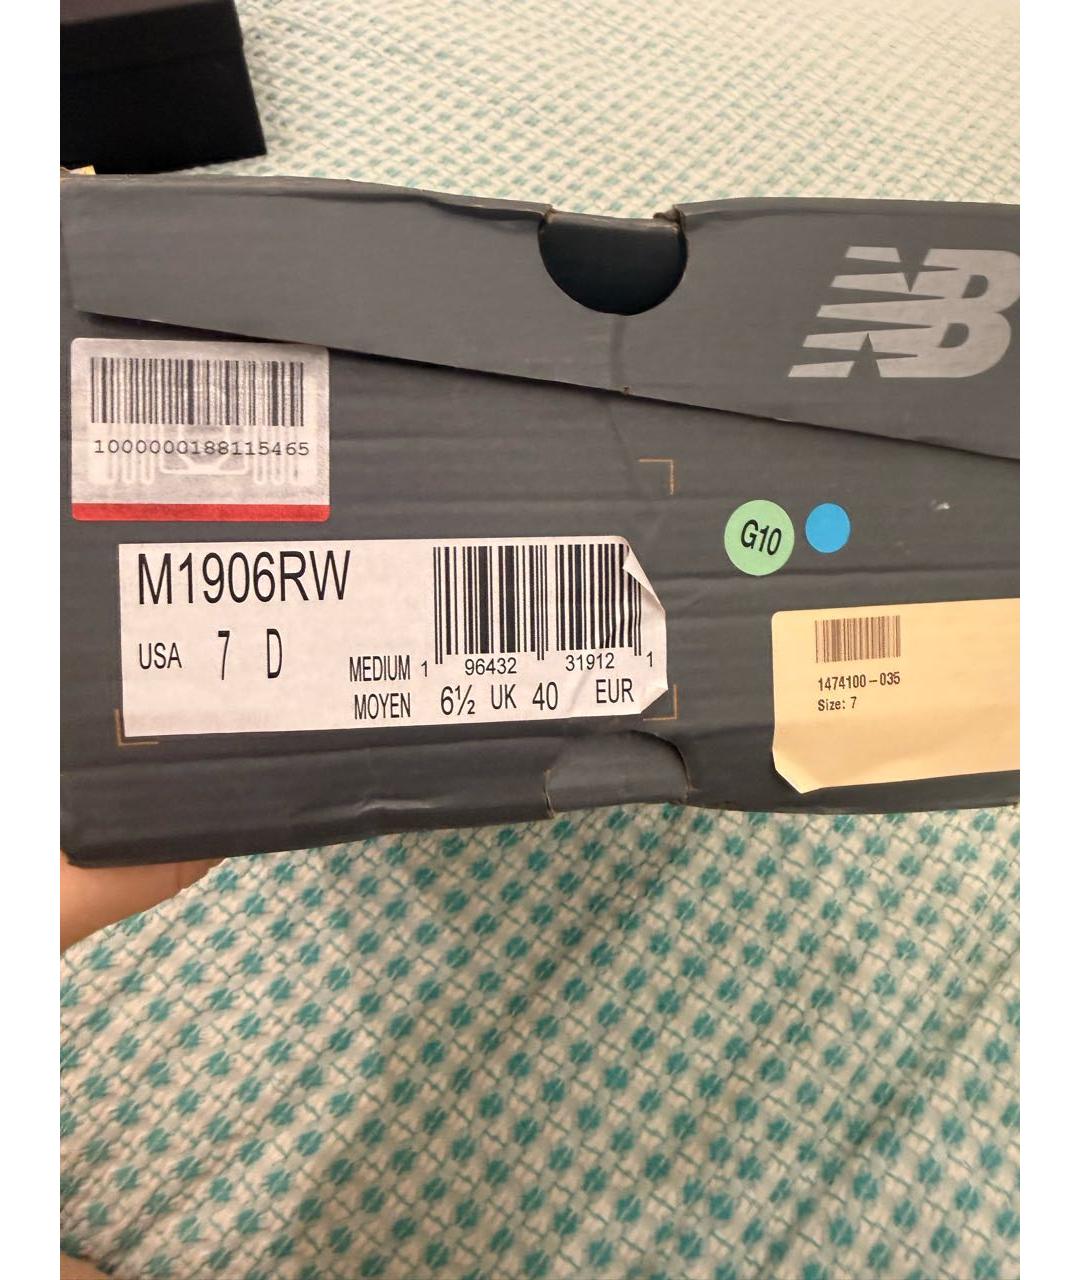 NB
1000000188115465
M1906RW
USA 7 D
MEDIUM
MOYEN
1 96432 31912 1
6½ UK 40 EUR
G10
1474100-035
Size: 7